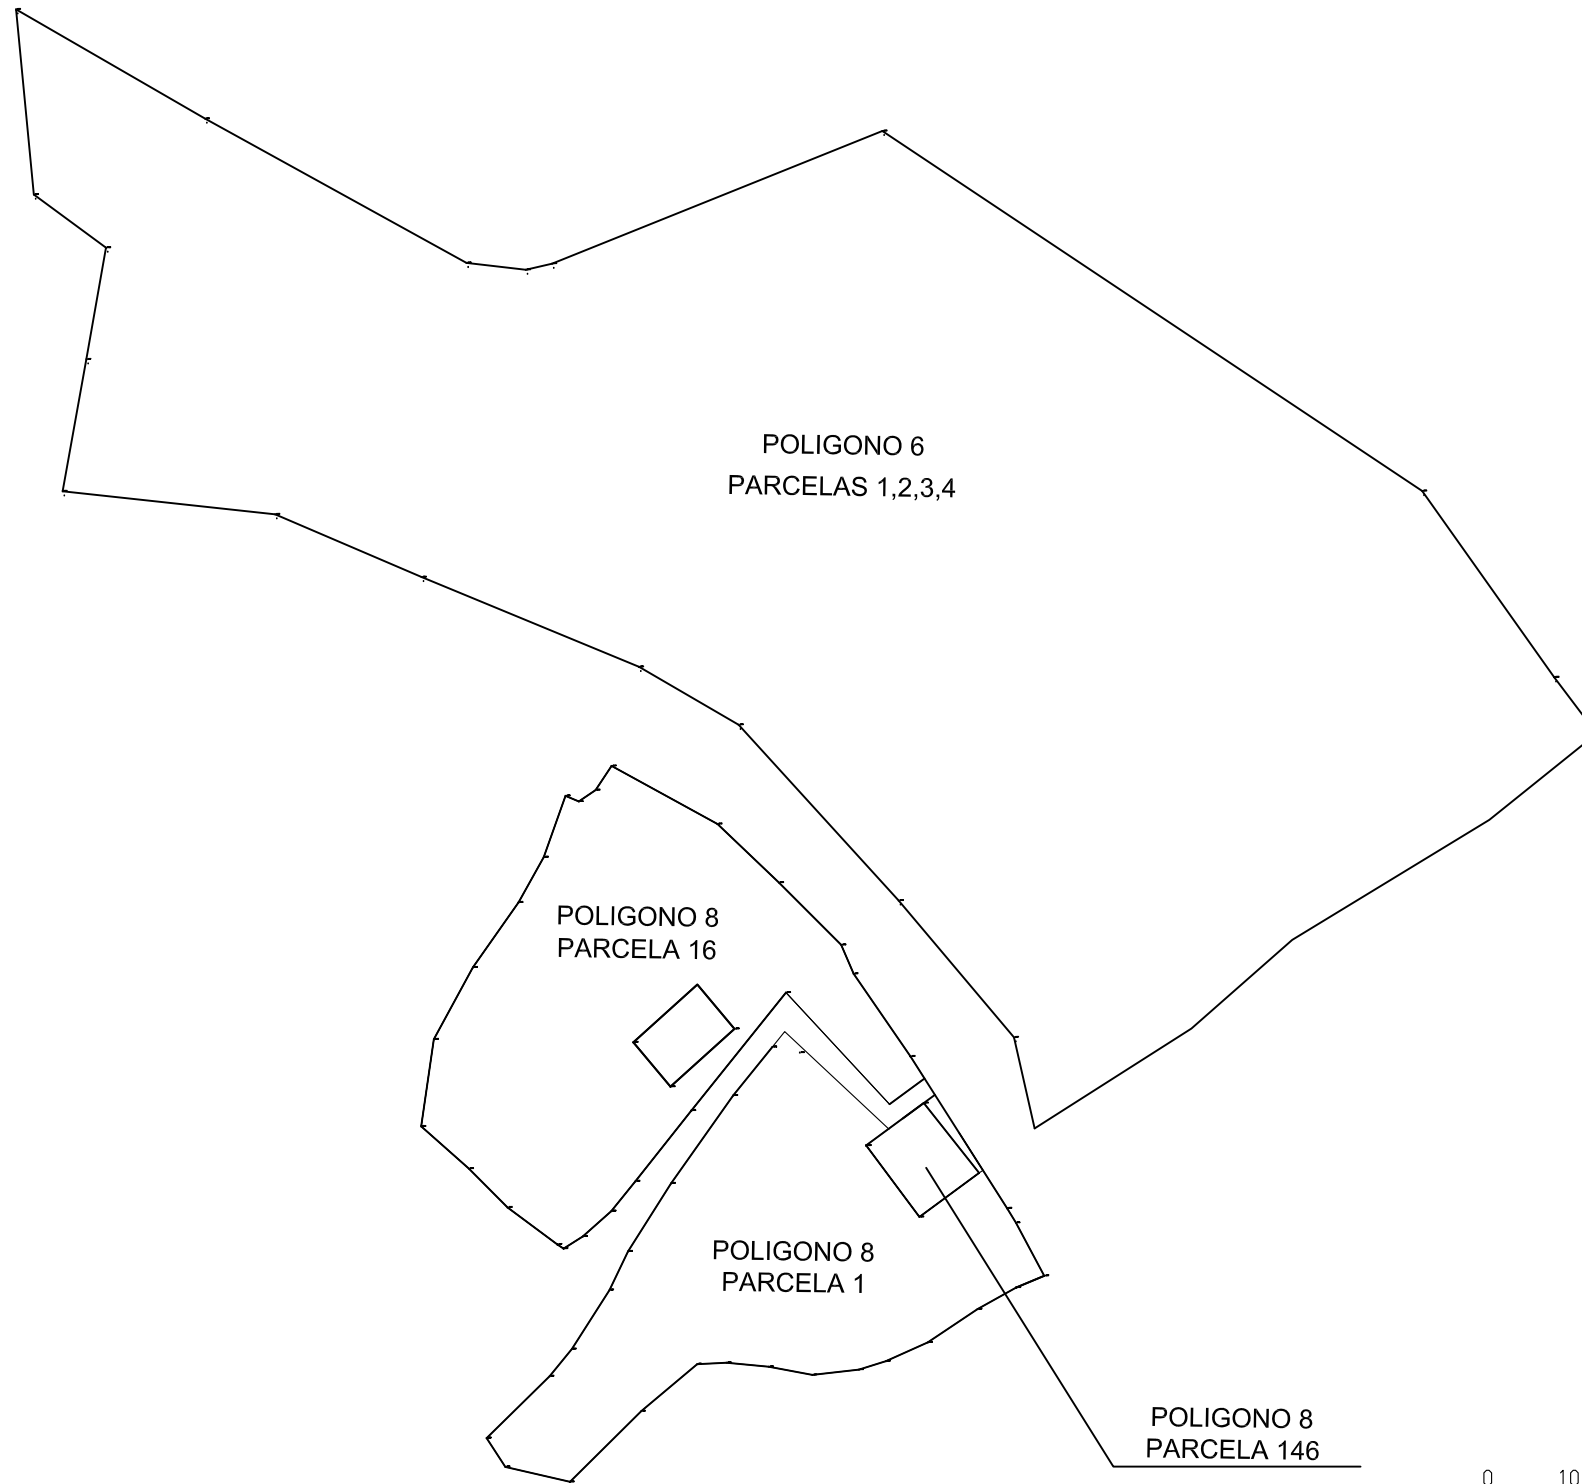 POLIGONO 6
PARCELAS 1,2,3,4
POLIGONO 8
PARCELA 16
POLIGONO 8
PARCELA 1
POLIGONO 8
PARCELA 146
0 10